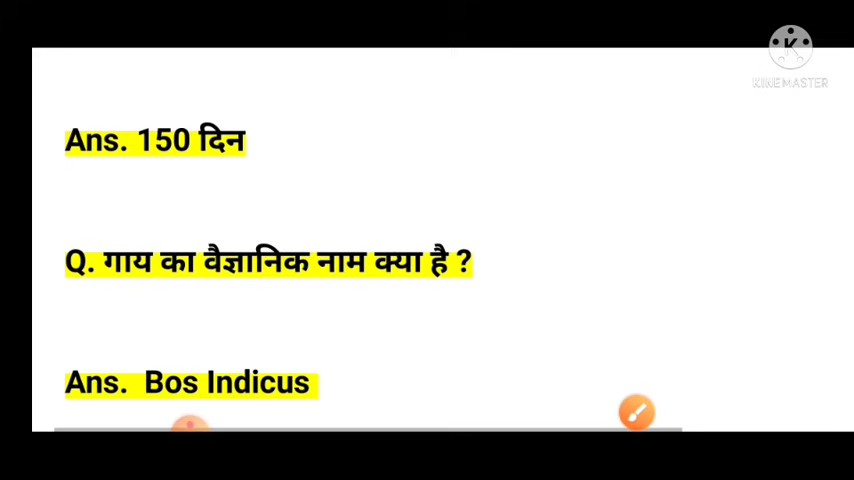 KINEMASTER
Ans. 150 दिन
Q. गाय का वैज्ञानिक नाम क्या है ?
Ans. Bos Indicus